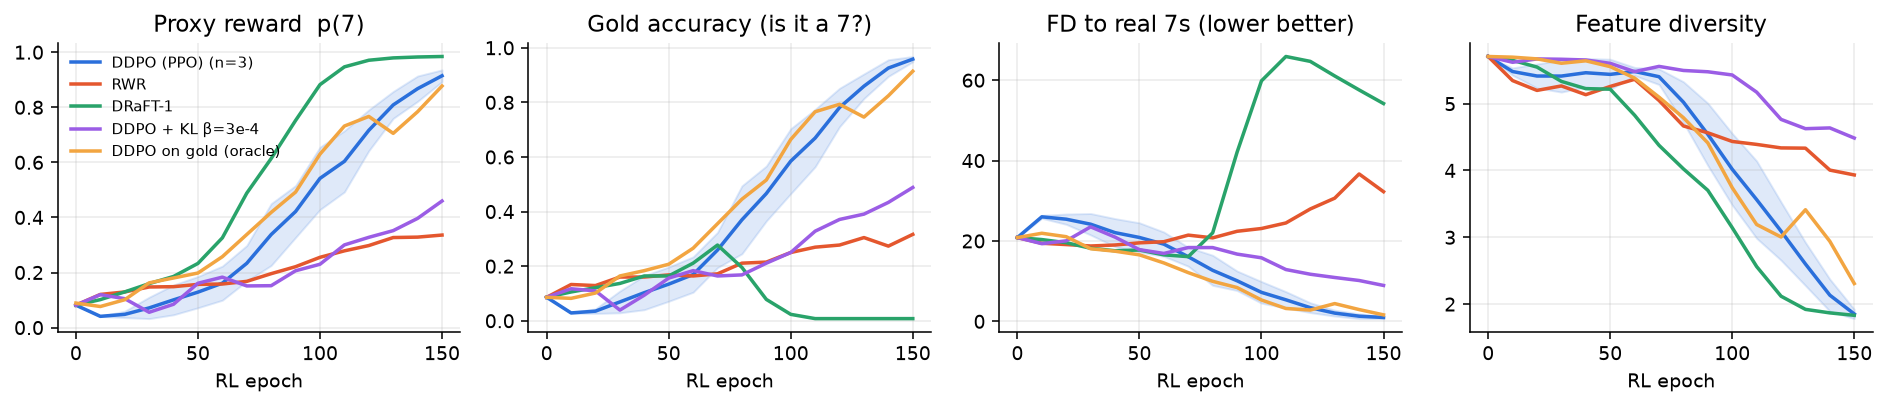 Proxy reward  p(7)
1.0
0.8
0.6
0.4
0.2
0.0
DDPO (PPO) (n=3)
RWR
DRaFT-1
DDPO + KL β=3e-4
DDPO on gold (oracle)
0 50 100 150
RL epoch
Gold accuracy (is it a 7?)
1.0
0.8
0.6
0.4
0.2
0.0
0 50 100 150
RL epoch
FD to real 7s (lower better)
60
40
20
0
0 50 100 150
RL epoch
Feature diversity
5
4
3
2
0 50 100 150
RL epoch